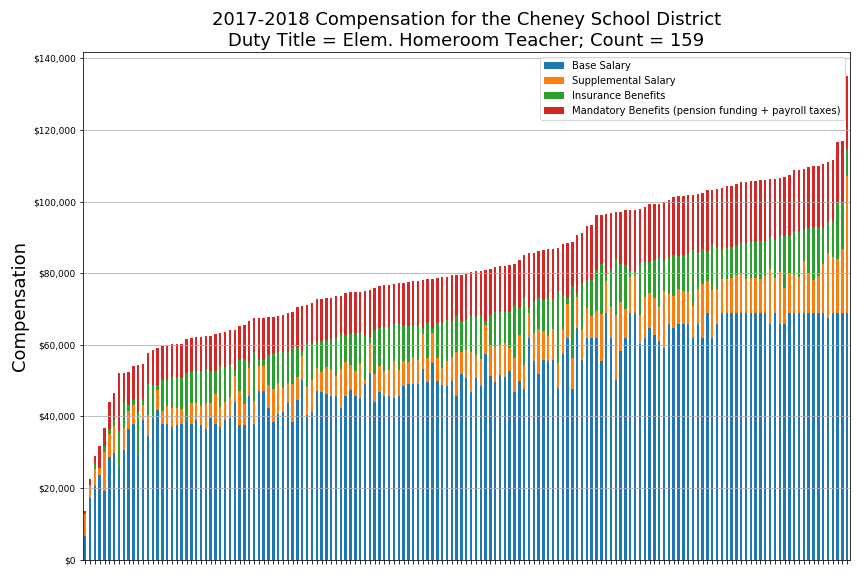 2017-2018 Compensation for the Cheney School District
Duty Title = Elem. Homeroom Teacher; Count = 159
$140,000
$120,000
$100,000
$80,000
$60,000
$40,000
$20,000
$0
Compensation
Base Salary
Supplemental Salary
Insurance Benefits
Mandatory Benefits (pension funding + payroll taxes)